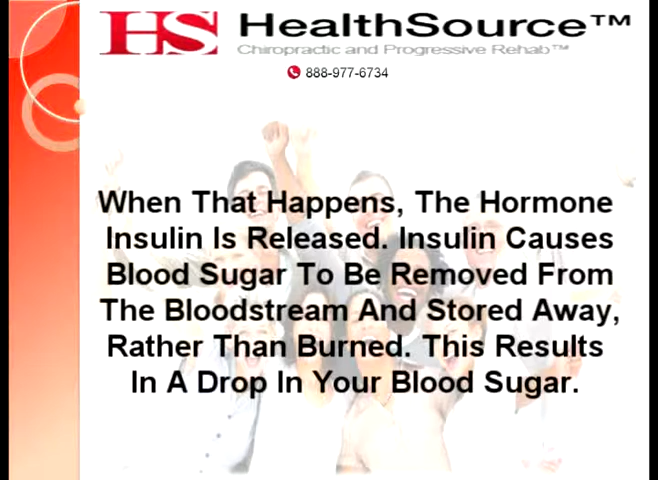 HS HealthSource™
Chiropractic and Progressive Rehab™
888-977-6734
When That Happens, The Hormone
Insulin Is Released. Insulin Causes
Blood Sugar To Be Removed From
The Bloodstream And Stored Away,
Rather Than Burned. This Results
In A Drop In Your Blood Sugar.